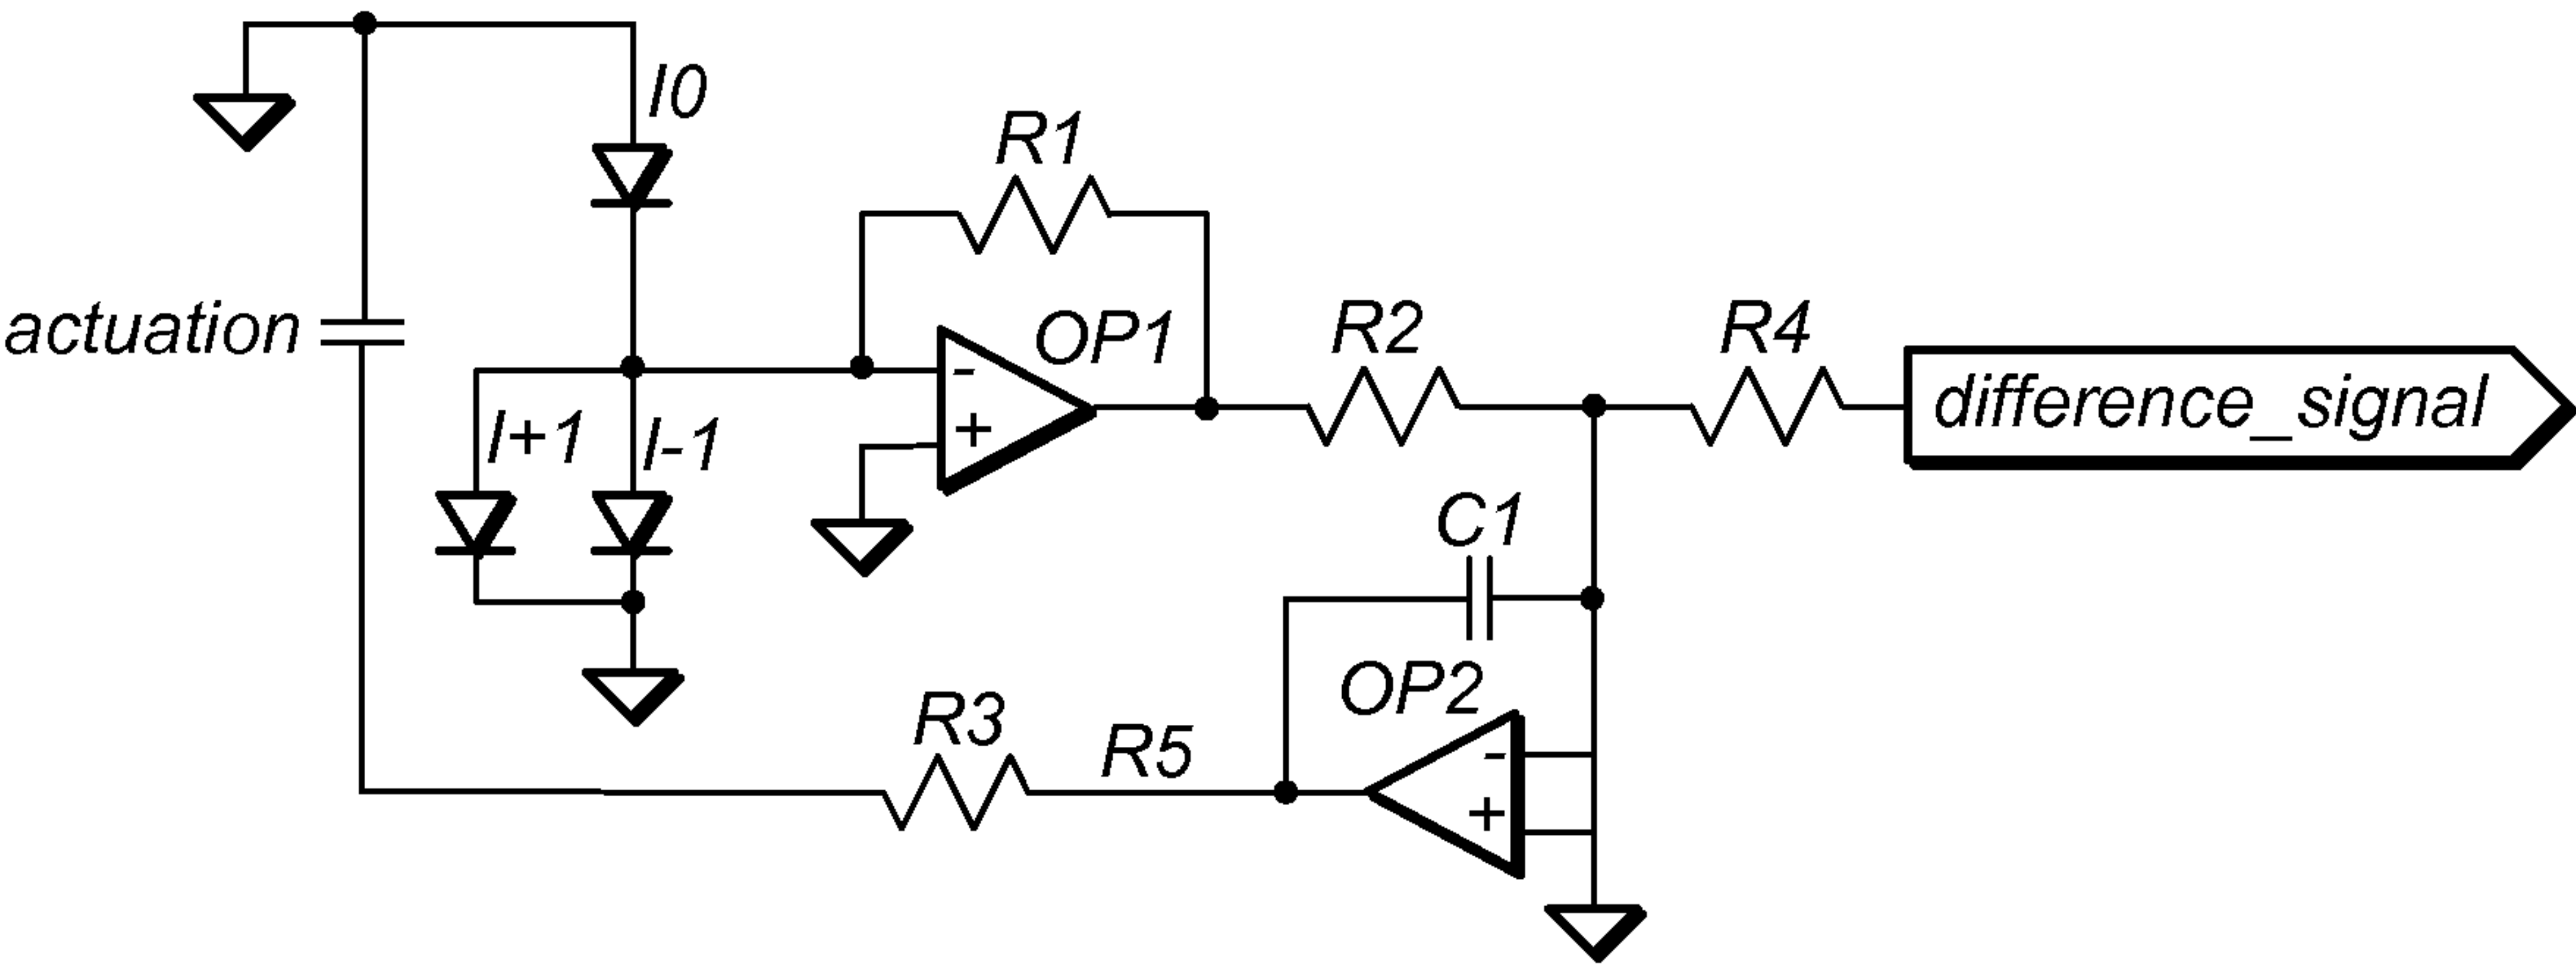 I0
R1
actuation
OP1
R2
R4
-
+
difference_signal
I+1
I-1
C1
OP2
R3
R5
-
+